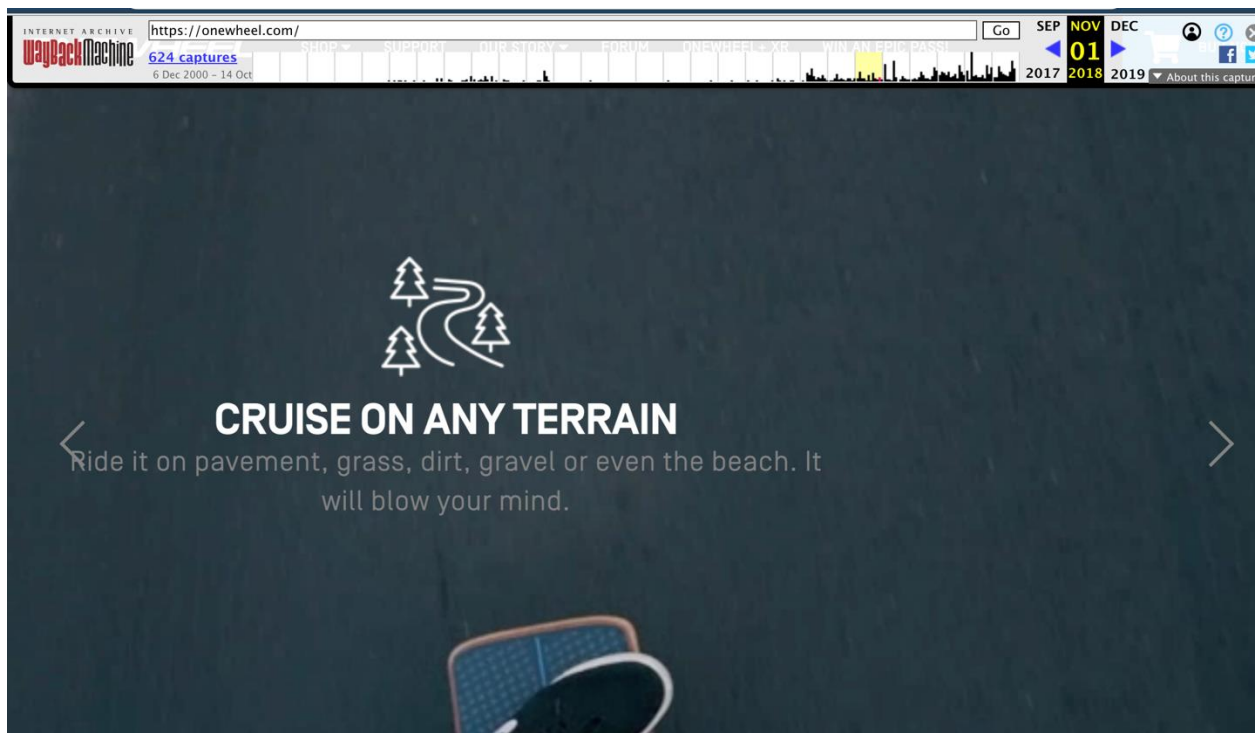 INTERNET ARCHIVE
WayBackMachine
https://onewheel.com/
Go
624 captures
6 Dec 2000 – 14 Oct
SEP NOV DEC
01
2017 2018 2019
About this captur
WHEEL SHOP SUPPORT OUR STORY FORUM ONEWHEEL+ XR WIN AN EPIC PASS! BU
CRUISE ON ANY TERRAIN
Ride it on pavement, grass, dirt, gravel or even the beach. It
will blow your mind.